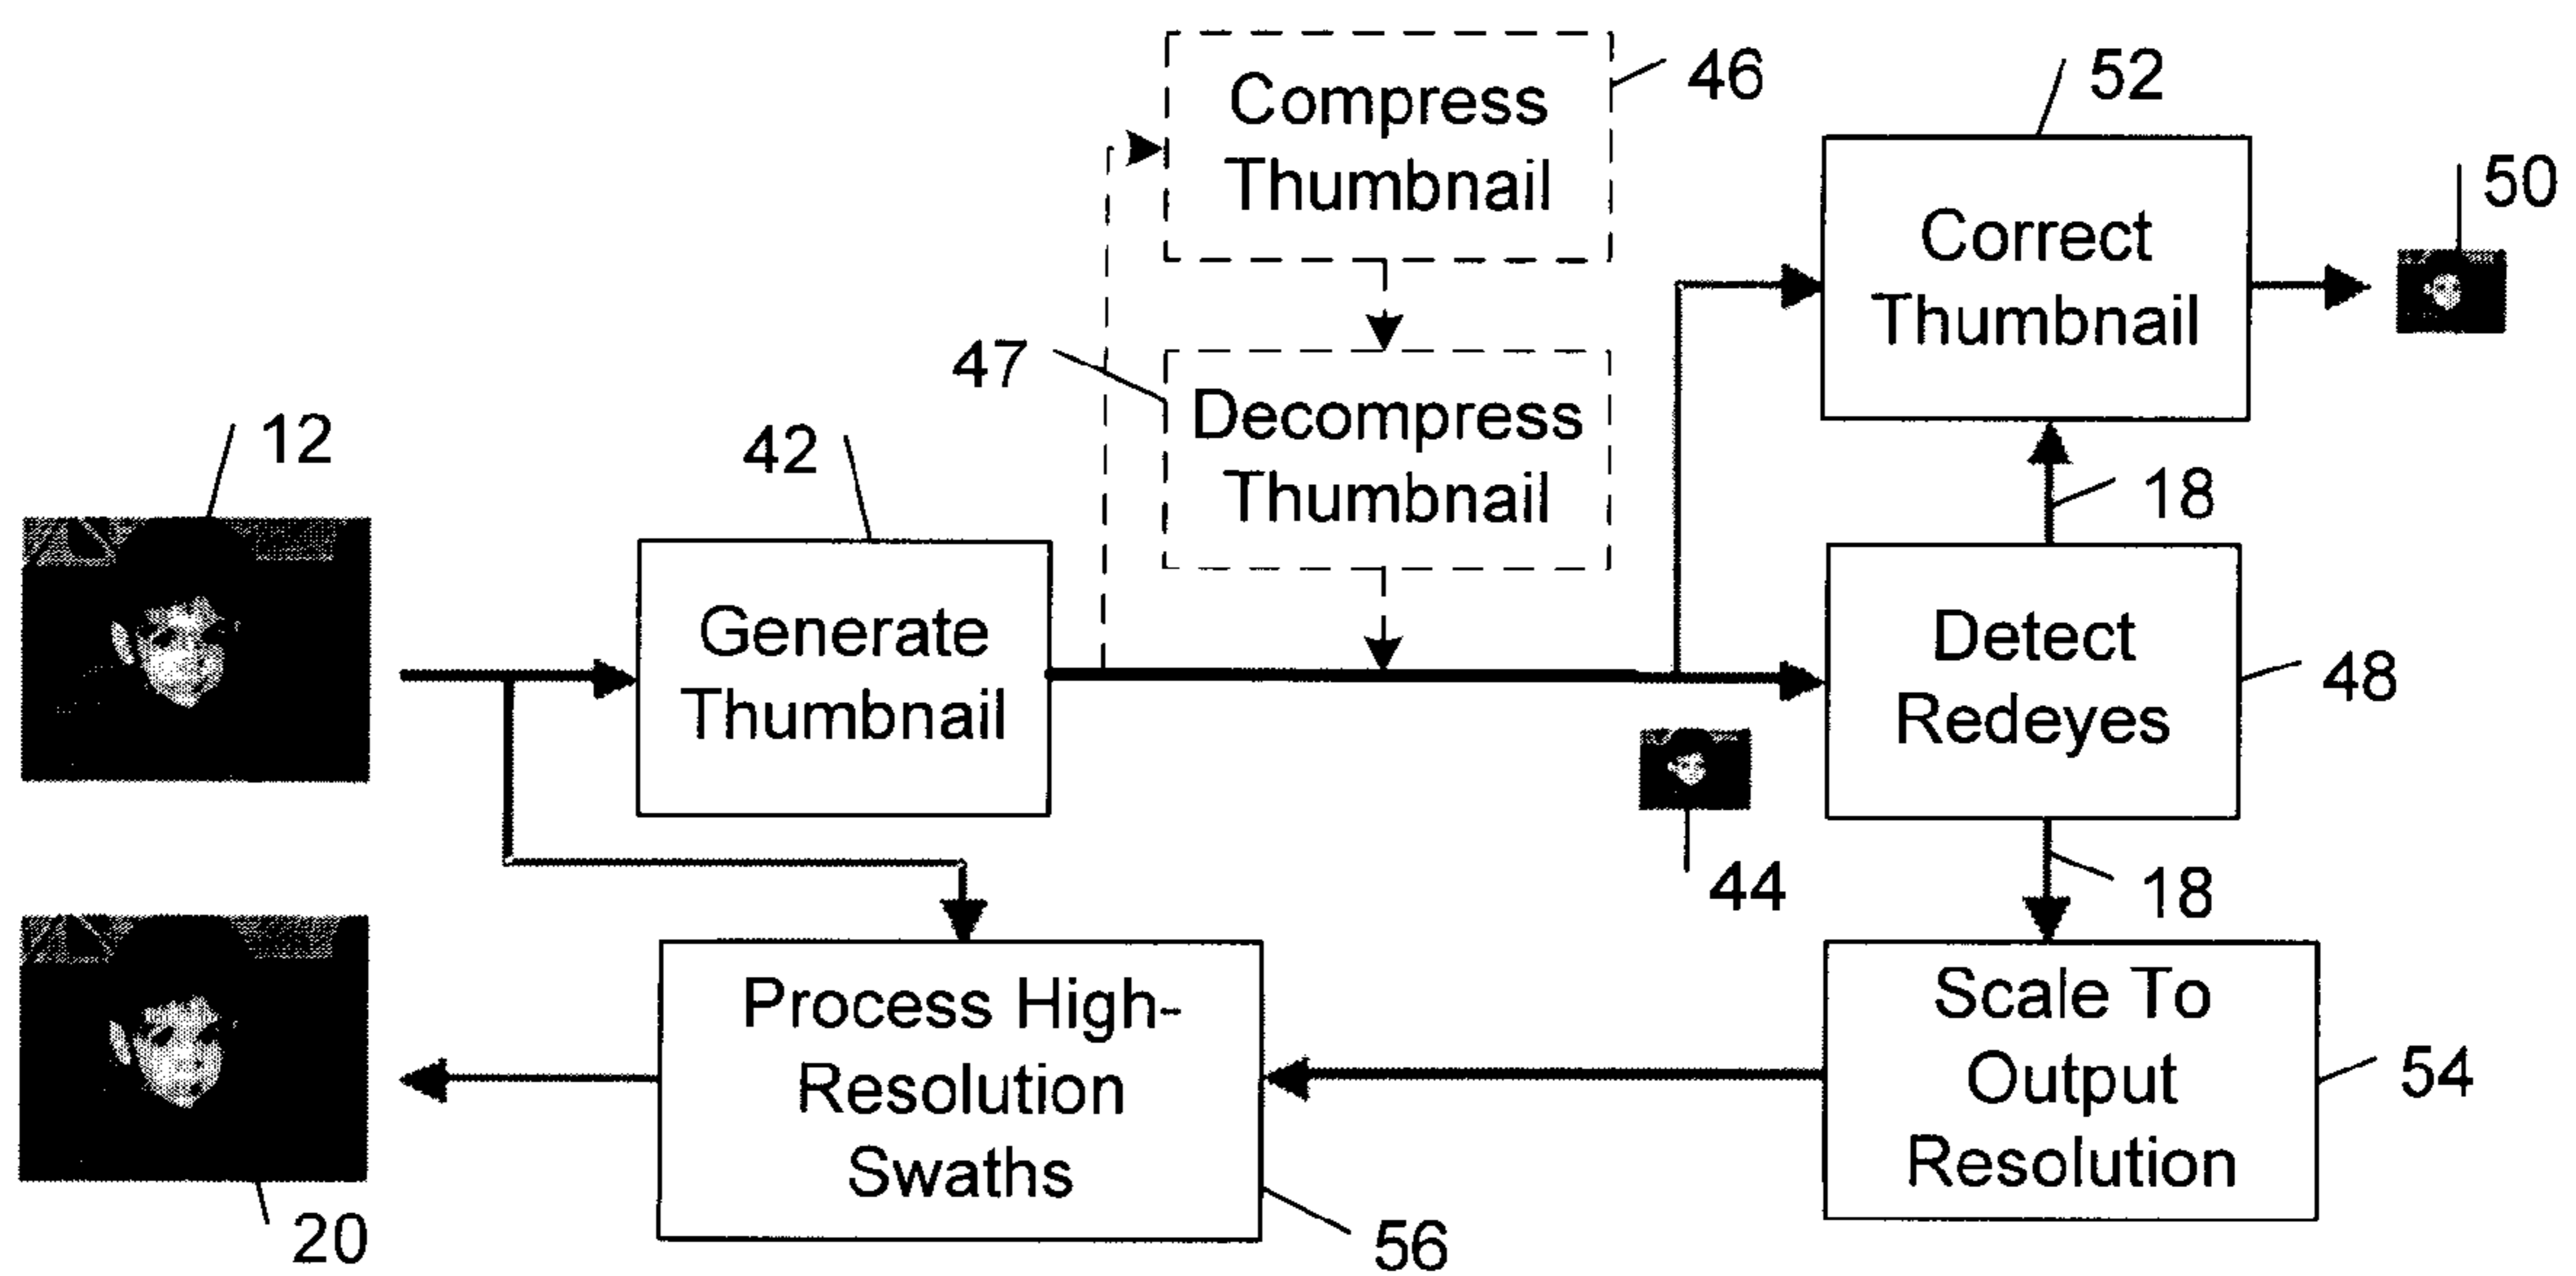 Compress
Thumbnail
46
52
Correct
Thumbnail
50
47
Decompress
Thumbnail
12
42
18
Generate
Thumbnail
Detect
Redeyes
48
44
18
Process High-
Resolution
Swaths
Scale To
Output
Resolution
54
20
56